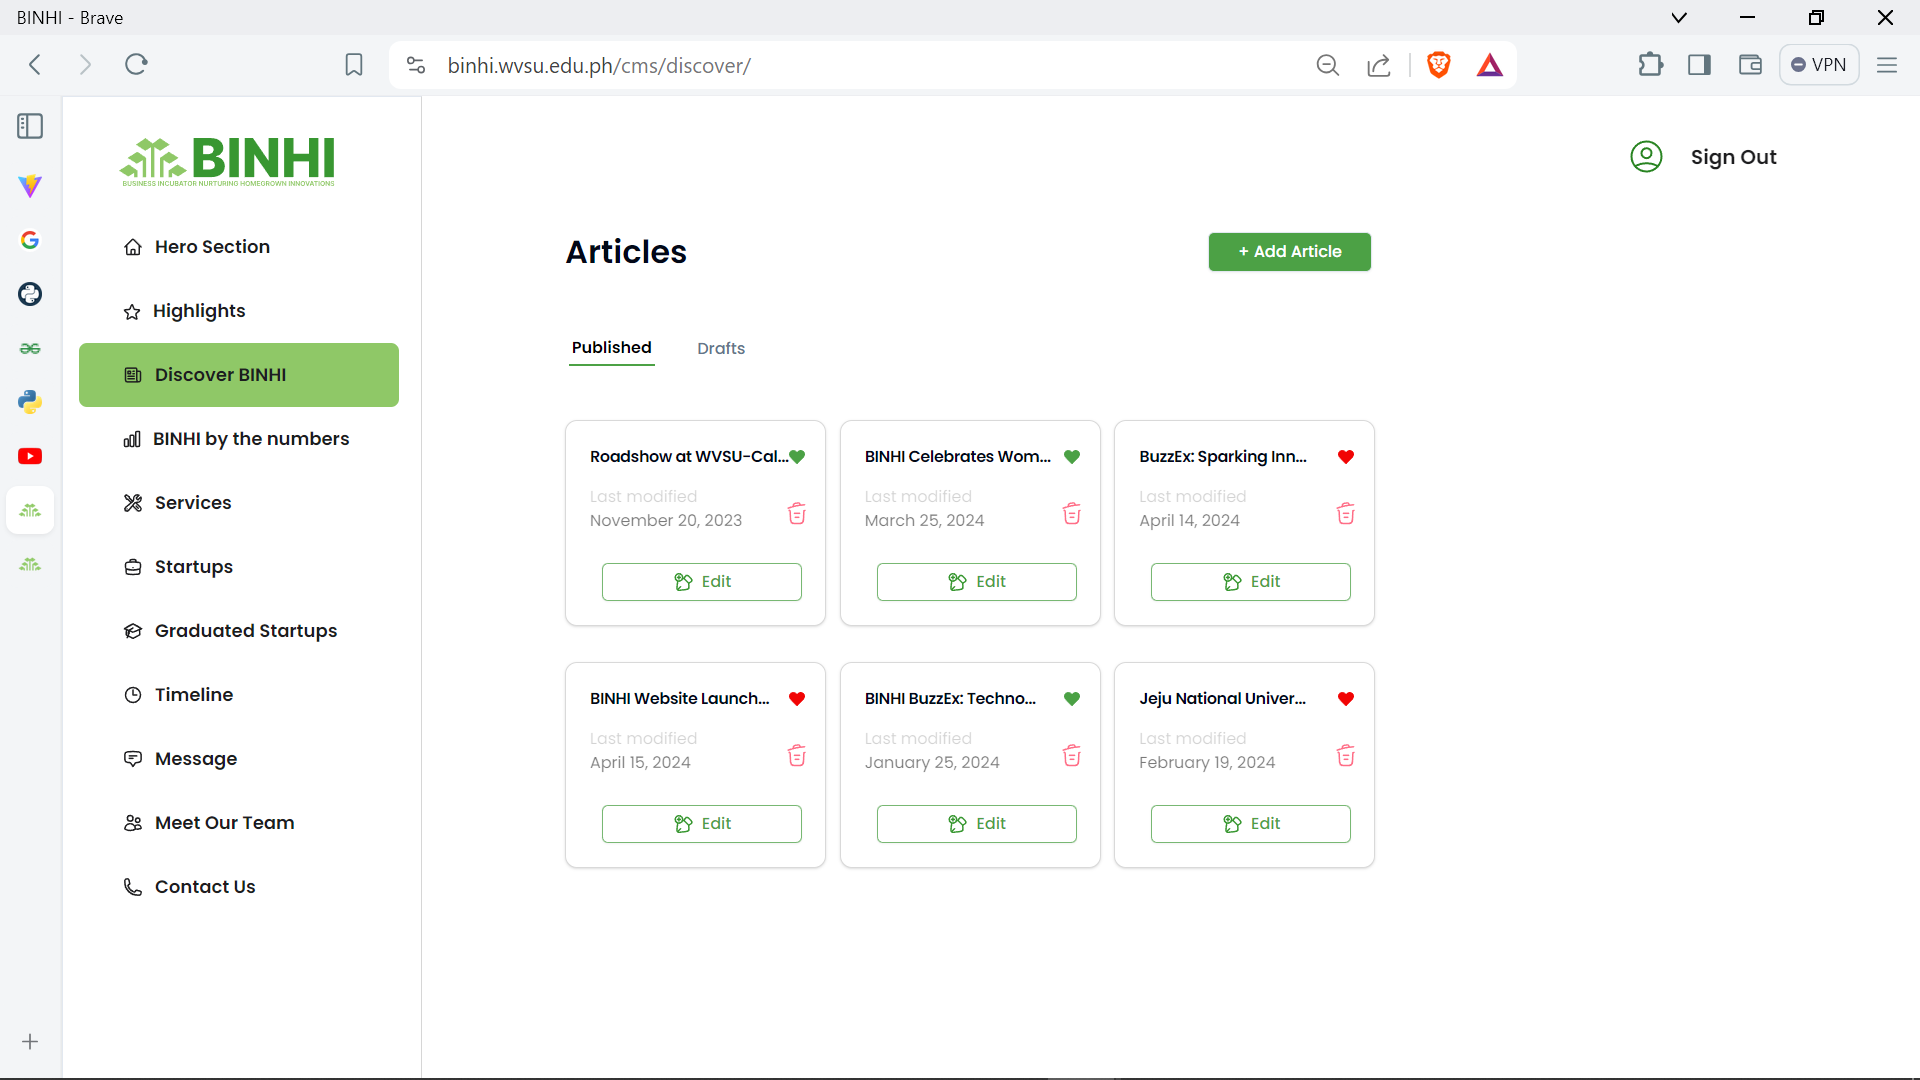 BINHI - Brave
binhi.wvsu.edu.ph/cms/discover/
VPN
BINHI
BUSINESS INCUBATOR NURTURING HOMEGROWN INNOVATIONS
Sign Out
Hero Section
Highlights
Discover BINHI
BINHI by the numbers
Services
Startups
Graduated Startups
Timeline
Message
Meet Our Team
Contact Us
Articles
+ Add Article
Published
Drafts
Roadshow at WVSU-Cal...
Last modified
November 20, 2023
Edit
BINHI Celebrates Wom...
Last modified
March 25, 2024
Edit
BuzzEx: Sparking Inn...
Last modified
April 14, 2024
Edit
BINHI Website Launch...
Last modified
April 15, 2024
Edit
BINHI BuzzEx: Techno...
Last modified
January 25, 2024
Edit
Jeju National Univer...
Last modified
February 19, 2024
Edit